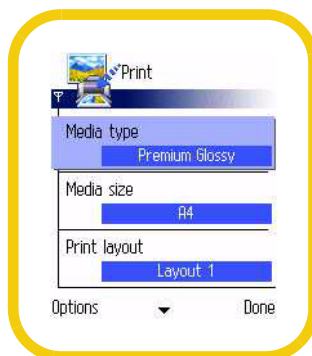 Print
Media type
Premium Glossy
Media size
A4
Print layout
Layout 1
Options
Done